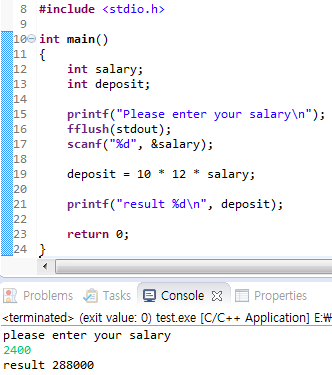 8 #include <stdio.h>
9
10 int main()
11 {
12 int salary;
13 int deposit;
14
15 printf("Please enter your salary\n");
16 fflush(stdout);
17 scanf("%d", &salary);
18
19 deposit = 10 * 12 * salary;
20
21 printf("result %d\n", deposit);
22
23 return 0;
24 }
Problems Tasks Console Properties
<terminated> (exit value: 0) test.exe [C/C++ Application] E:₩
please enter your salary
2400
result 288000